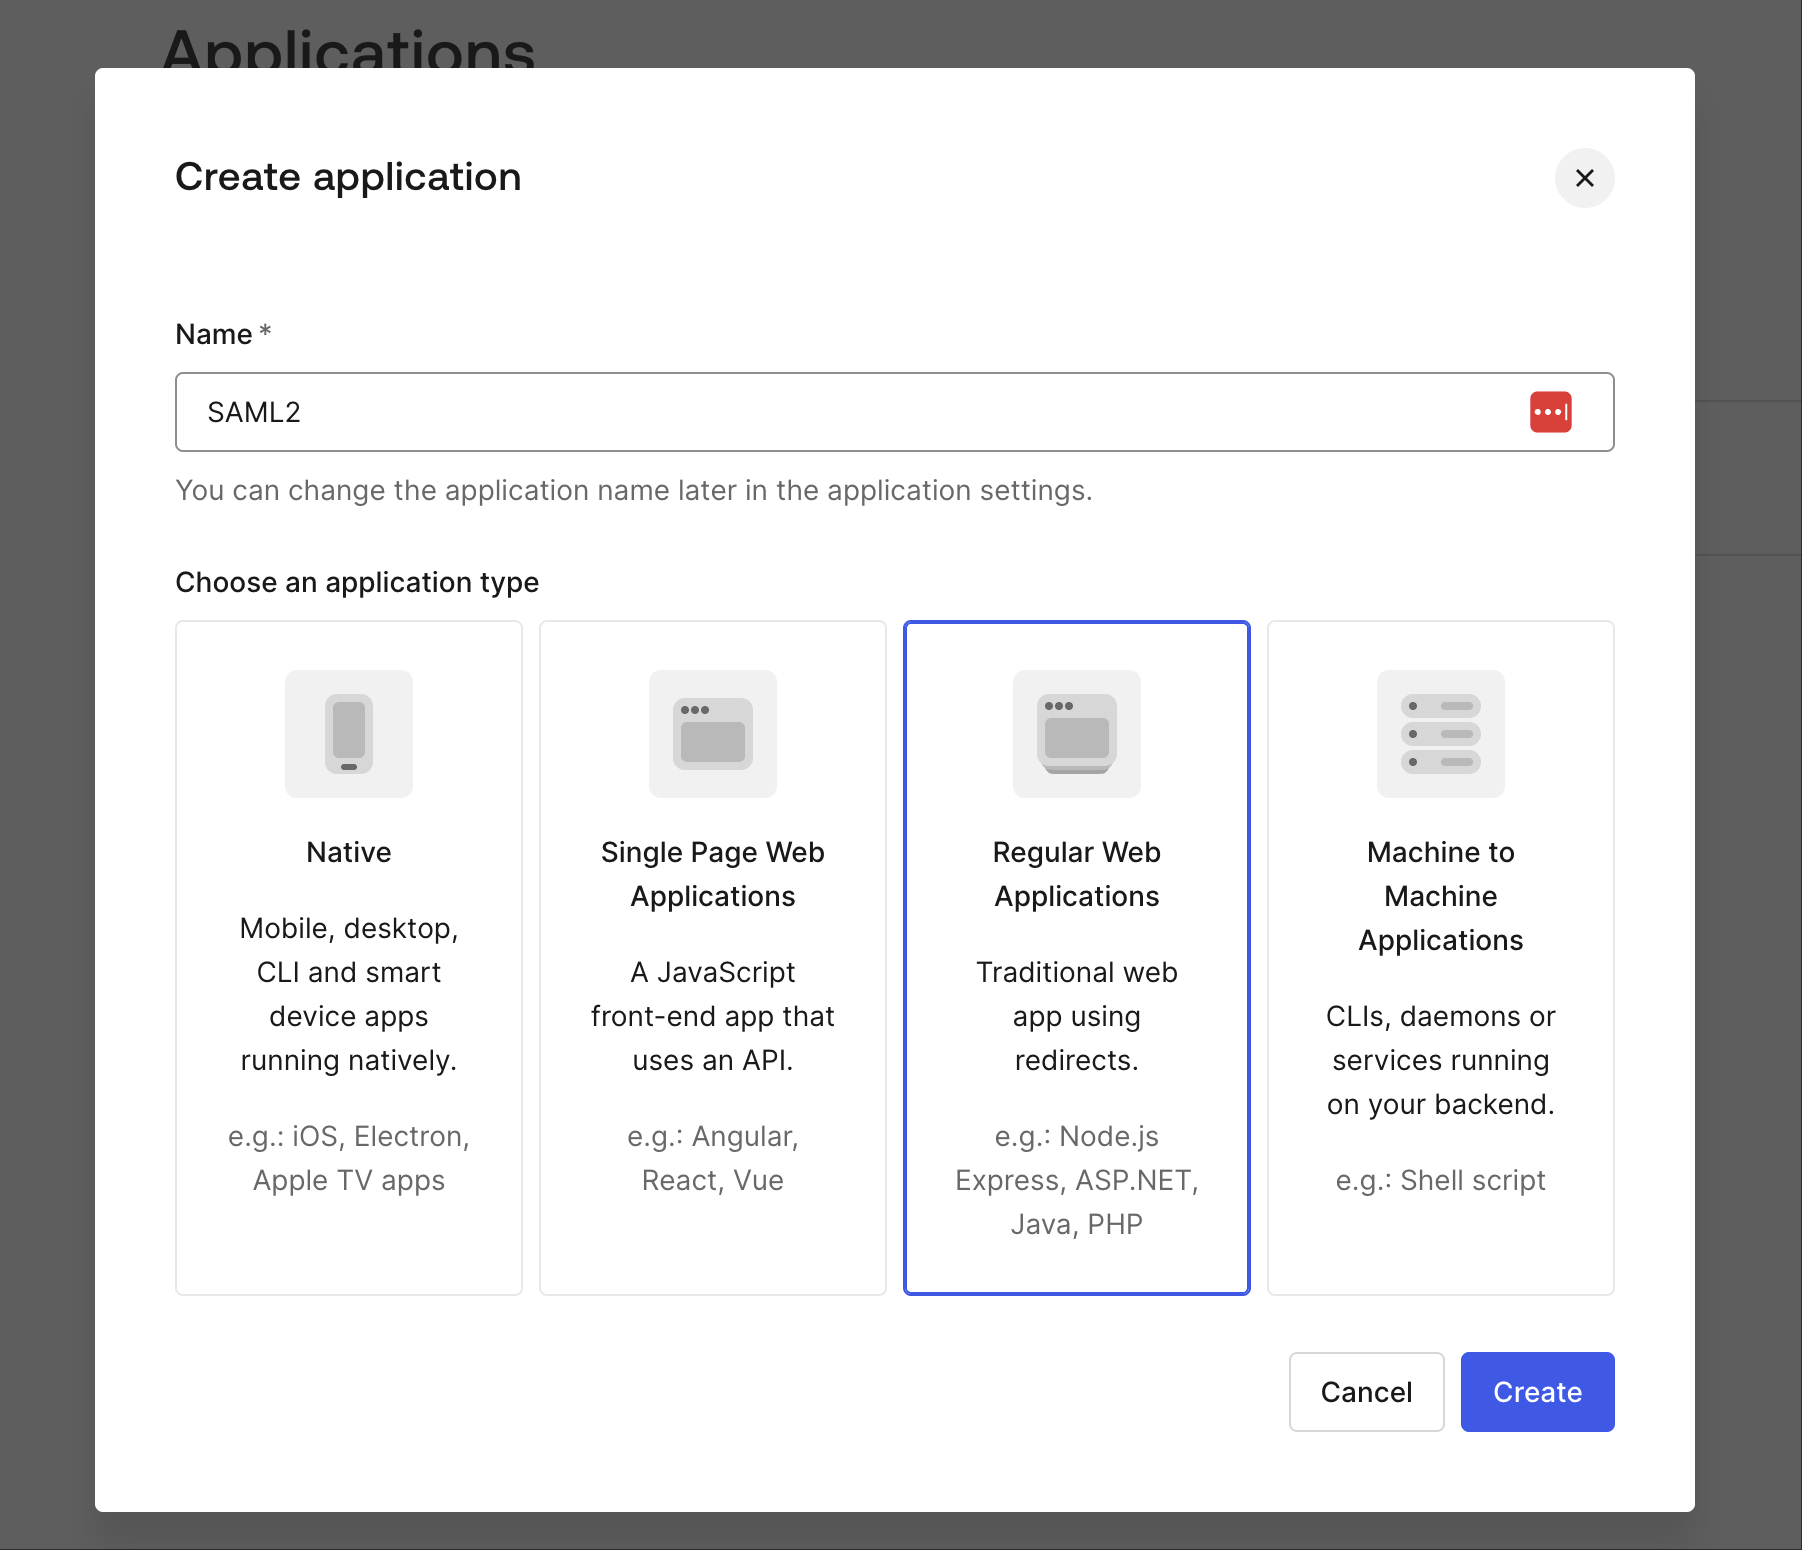 Applications
Create application
Name *
SAML2
You can change the application name later in the application settings.
Choose an application type
Native
Mobile, desktop,
CLI and smart
device apps
running natively.
e.g.: iOS, Electron,
Apple TV apps
Single Page Web
Applications
A JavaScript
front-end app that
uses an API.
e.g.: Angular,
React, Vue
Regular Web
Applications
Traditional web
app using
redirects.
e.g.: Node.js
Express, ASP.NET,
Java, PHP
Machine to
Machine
Applications
CLIs, daemons or
services running
on your backend.
e.g.: Shell script
Cancel
Create